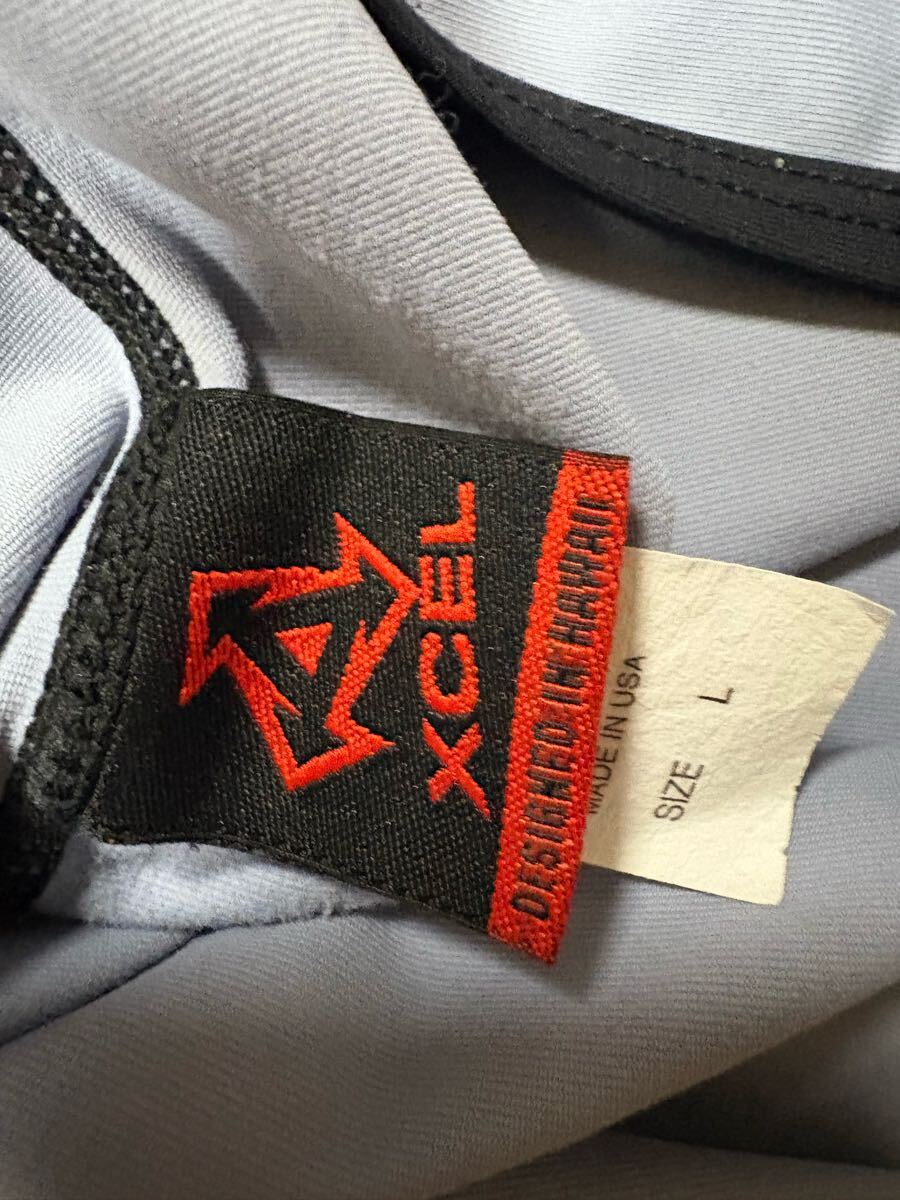 XCEL
DESIGNED IN HAWAII
MADE IN USA
SIZE L